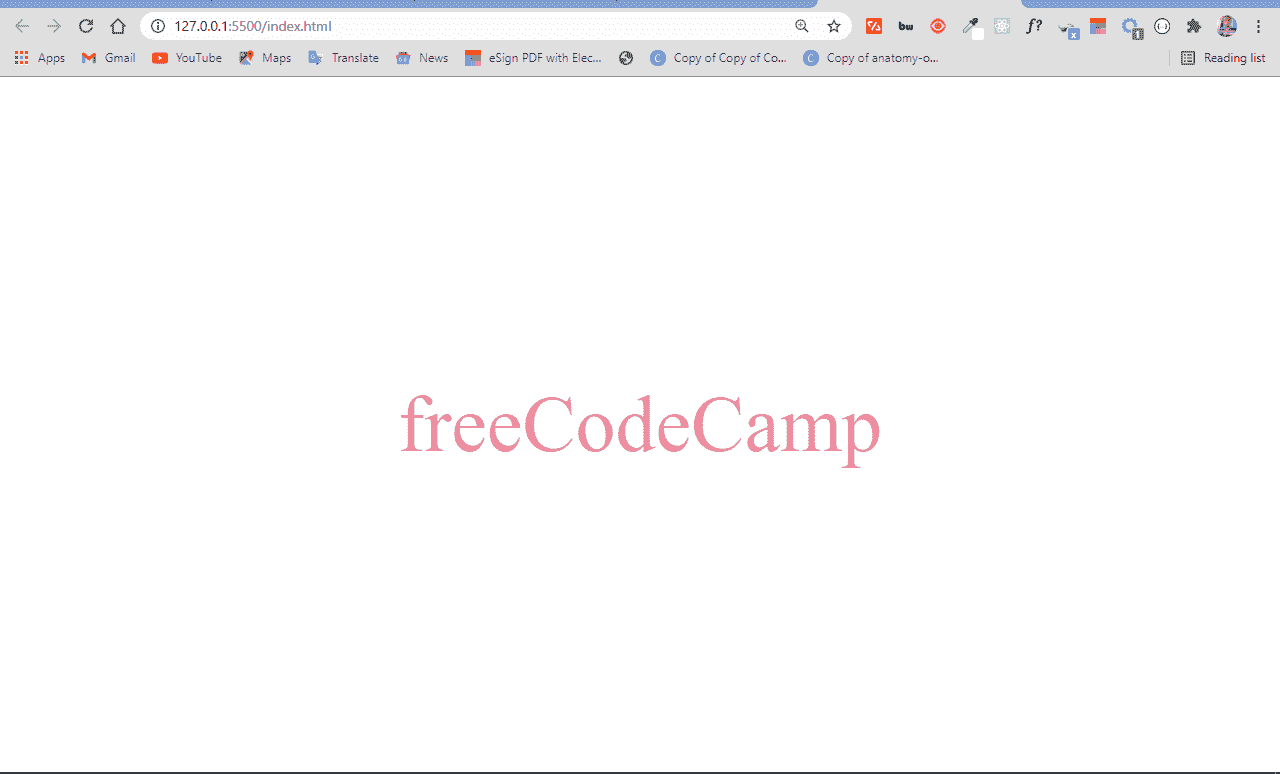 127.0.0.1:5500/index.html
bw
f?
x
1
Apps
Gmail
YouTube
Maps
Translate
News
eSign PDF with Elec...
C
Copy of Copy of Co...
C
Copy of anatomy-o...
Reading list
freeCodeCamp